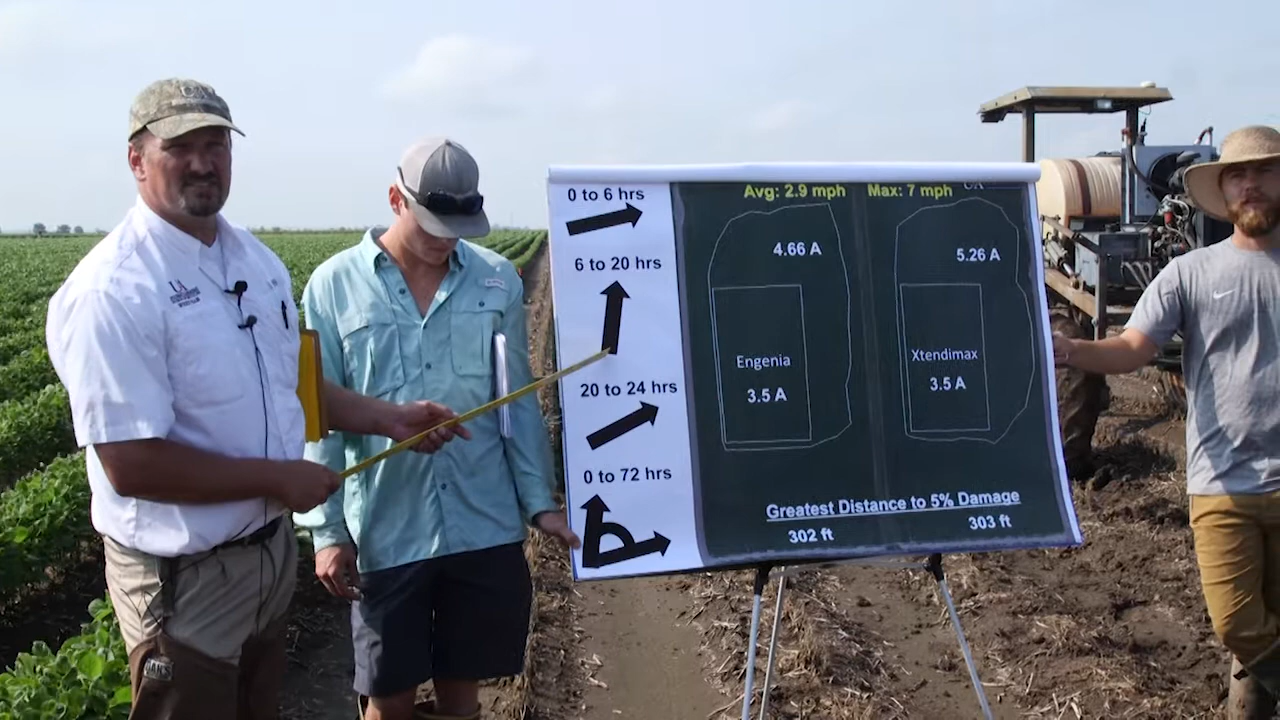 0 to 6 hrs
6 to 20 hrs
20 to 24 hrs
0 to 72 hrs
Avg: 2.9 mph Max: 7 mph
4.66 A
5.26 A
Engenia
3.5 A
Xtendimax
3.5 A
Greatest Distance to 5% Damage
302 ft
303 ft